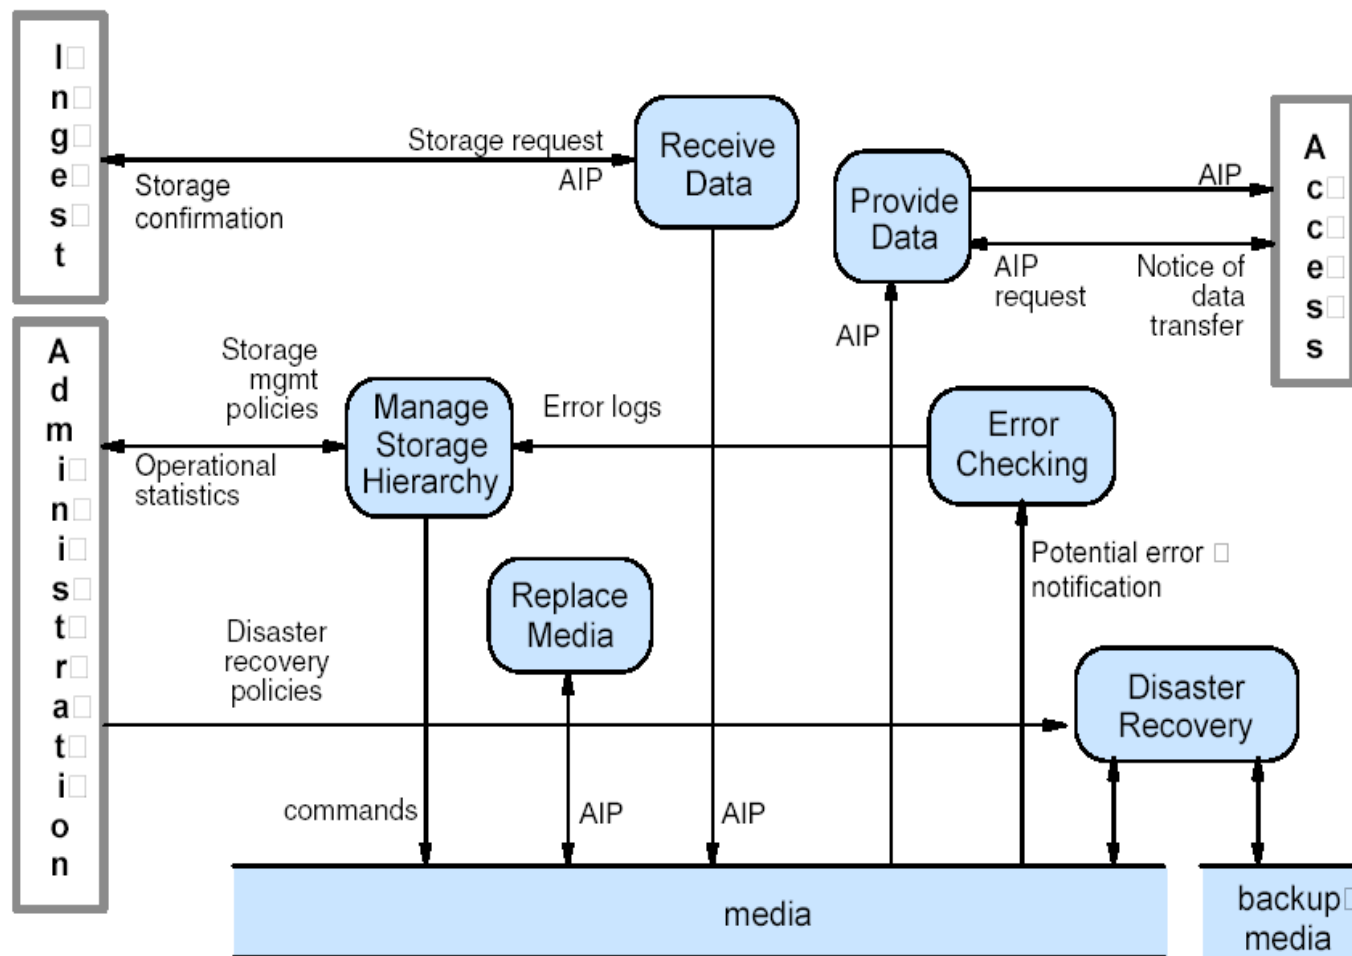 Ingest
Storage request
AIP
Storage
confirmation
Receive
Data
Provide
Data
AIP
AIP
request
Notice of
data
transfer
Access
Administration
Storage
mgmt
policies
Operational
statistics
Manage
Storage
Hierarchy
Error logs
AIP
Error
Checking
Potential error
notification
Replace
Media
Disaster
recovery
policies
Disaster
Recovery
commands
AIP
AIP
media
backup
media